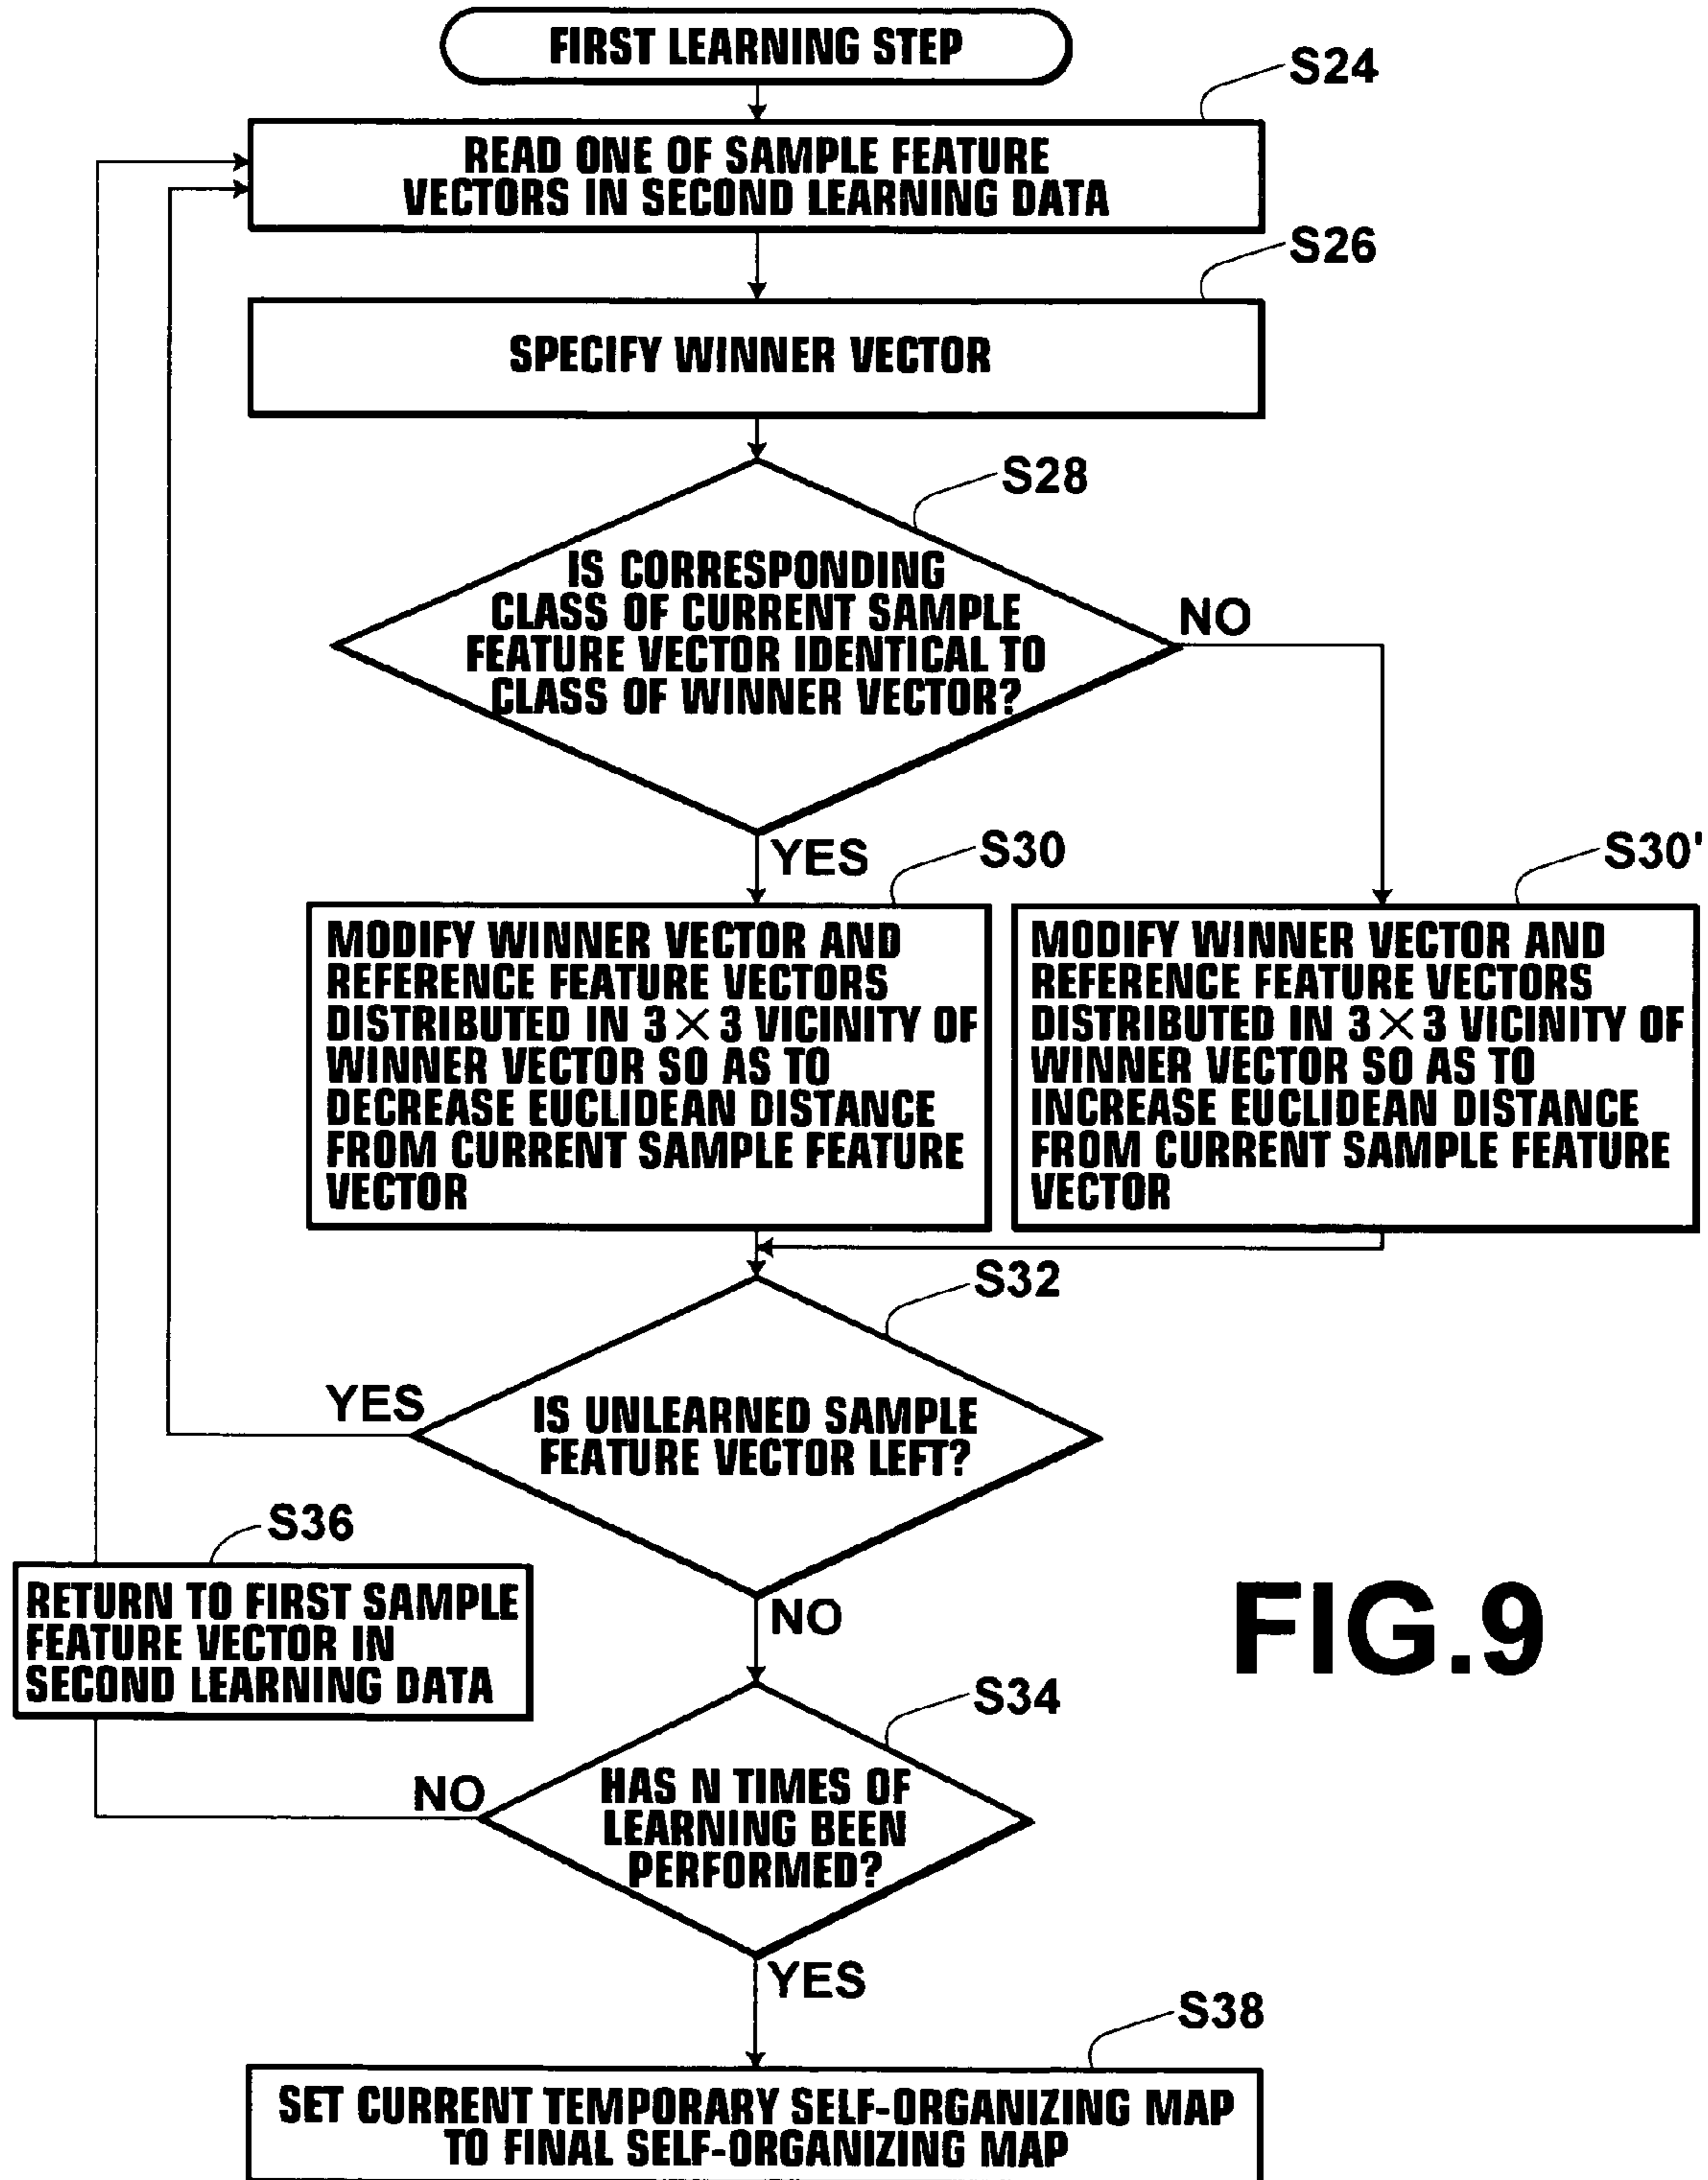 FIRST LEARNING STEP
S24
READ ONE OF SAMPLE FEATURE
VECTORS IN SECOND LEARNING DATA
S26
SPECIFY WINNER VECTOR
S28
IS CORRESPONDING
CLASS OF CURRENT SAMPLE
FEATURE VECTOR IDENTICAL TO
CLASS OF WINNER VECTOR?
NO
YES
S30
MODIFY WINNER VECTOR AND
REFERENCE FEATURE VECTORS
DISTRIBUTED IN 3×3 VICINITY OF
WINNER VECTOR SO AS TO
DECREASE EUCLIDEAN DISTANCE
FROM CURRENT SAMPLE FEATURE
VECTOR
S30'
MODIFY WINNER VECTOR AND
REFERENCE FEATURE VECTORS
DISTRIBUTED IN 3×3 VICINITY OF
WINNER VECTOR SO AS TO
INCREASE EUCLIDEAN DISTANCE
FROM CURRENT SAMPLE FEATURE
VECTOR
S32
YES
IS UNLEARNED SAMPLE
FEATURE VECTOR LEFT?
NO
S36
RETURN TO FIRST SAMPLE
FEATURE VECTOR IN
SECOND LEARNING DATA
FIG.9
S34
NO
HAS N TIMES OF
LEARNING BEEN
PERFORMED?
YES
S38
SET CURRENT TEMPORARY SELF-ORGANIZING MAP
TO FINAL SELF-ORGANIZING MAP